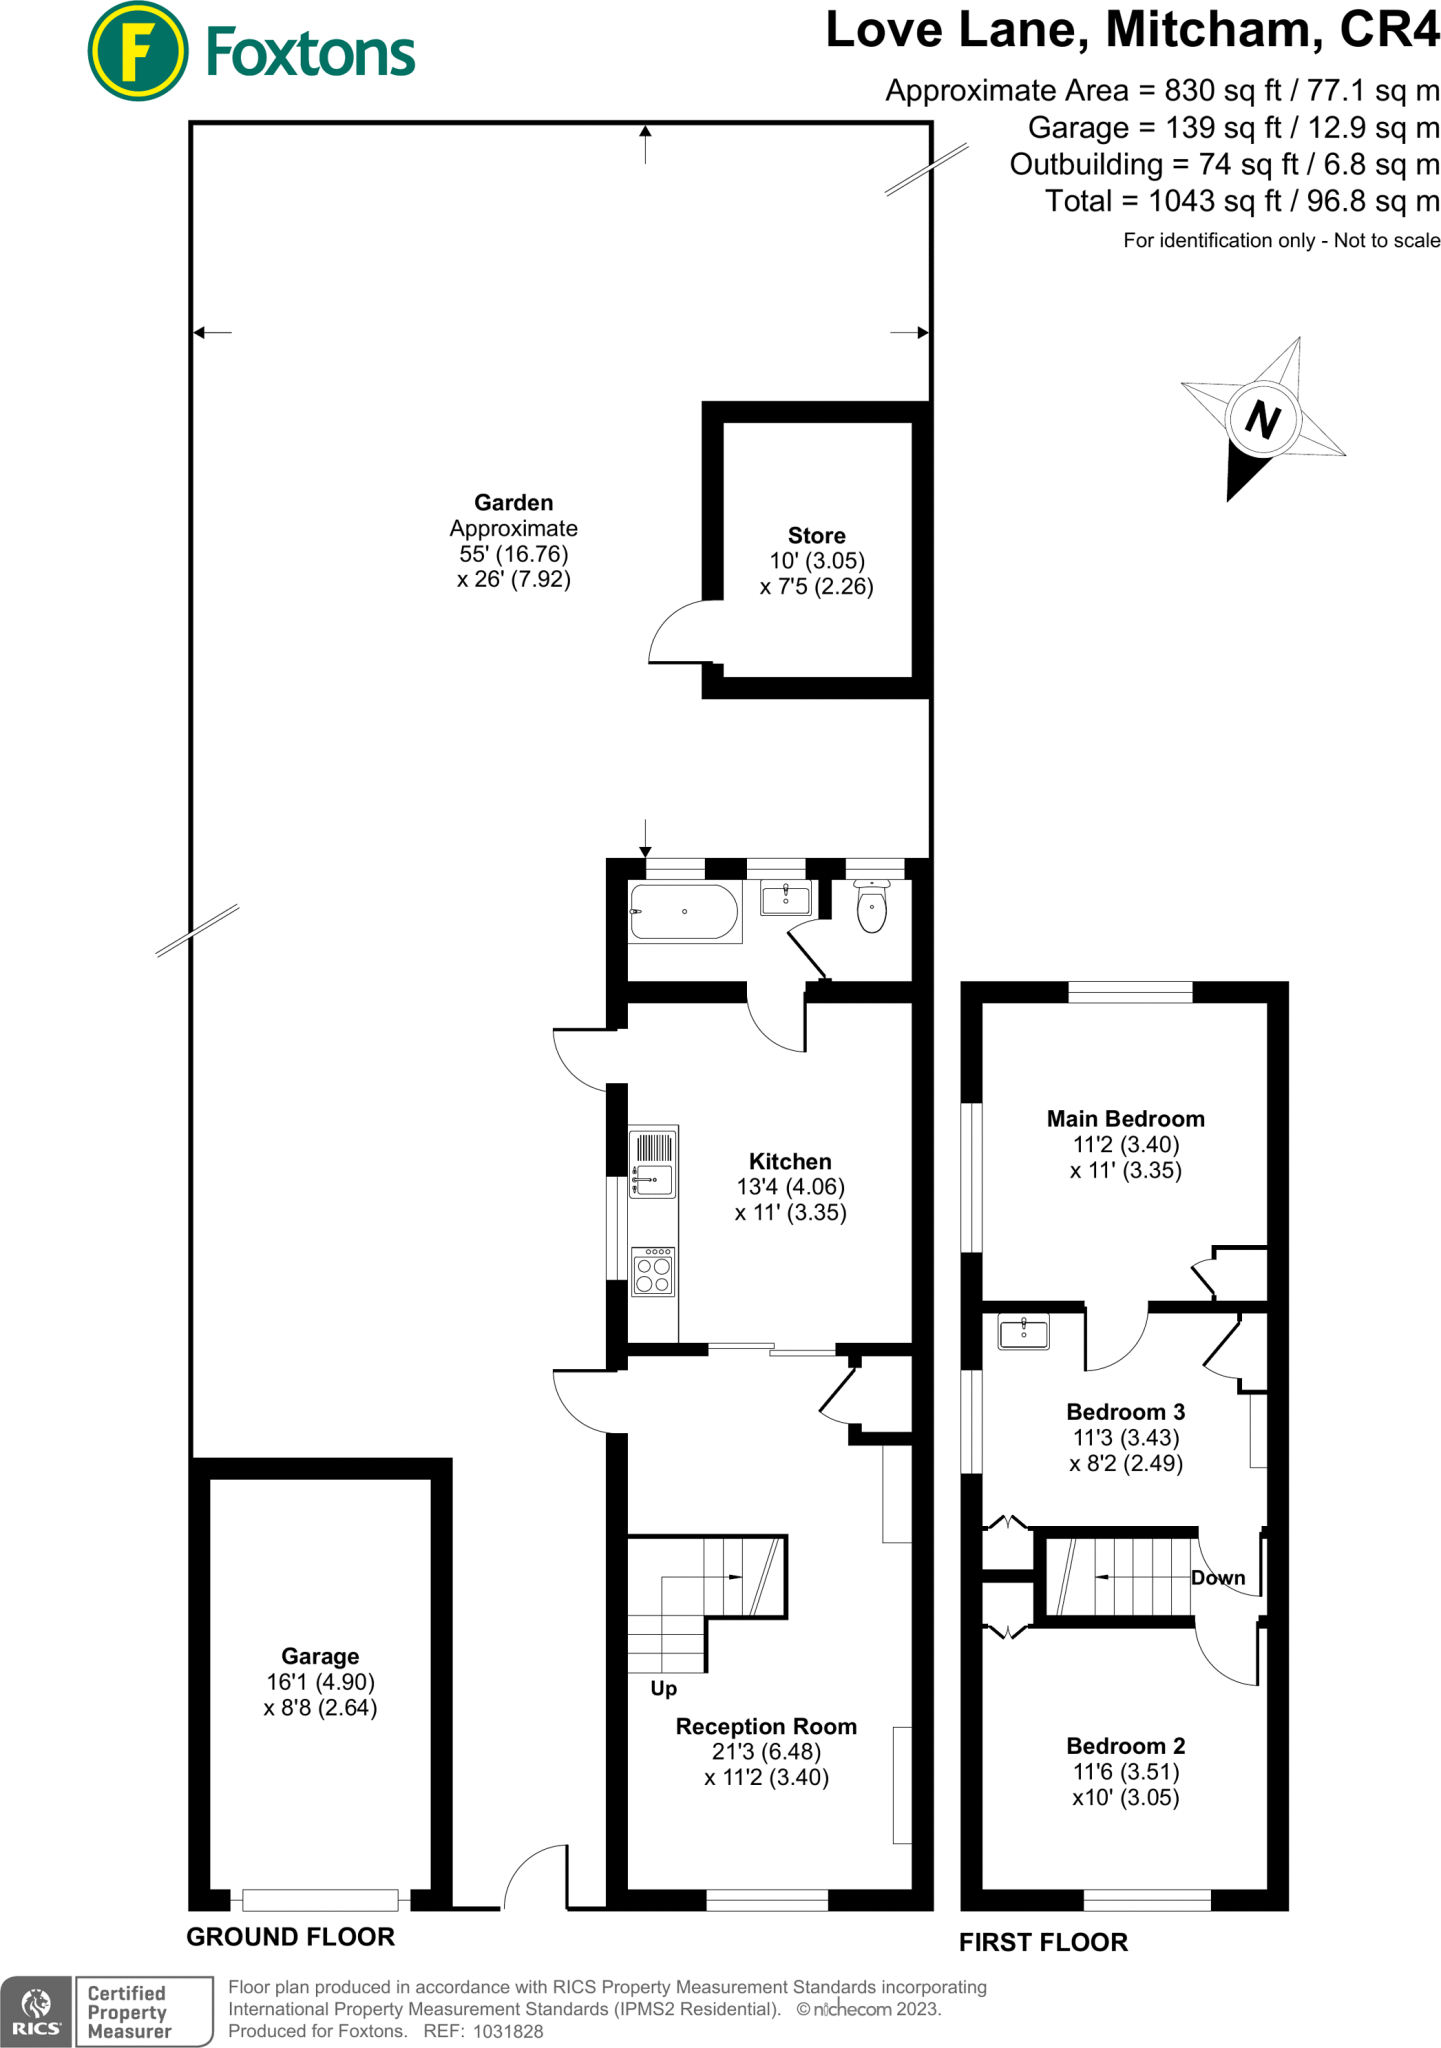 F Foxtons
Love Lane, Mitcham, CR4
Approximate Area = 830 sq ft / 77.1 sq m
Garage = 139 sq ft / 12.9 sq m
Outbuilding = 74 sq ft / 6.8 sq m
Total = 1043 sq ft / 96.8 sq m
For identification only - Not to scale
N
Garden
Approximate
55' (16.76)
x 26' (7.92)
Store
10' (3.05)
x 7'5 (2.26)
Kitchen
13'4 (4.06)
x 11' (3.35)
Main Bedroom
11'2 (3.40)
x 11' (3.35)
Bedroom 3
11'3 (3.43)
x 8'2 (2.49)
Down
Garage
16'1 (4.90)
x 8'8 (2.64)
Up
Reception Room
21'3 (6.48)
x 11'2 (3.40)
Bedroom 2
11'6 (3.51)
x10' (3.05)
GROUND FLOOR
FIRST FLOOR
RICS
Certified
Property
Measurer
Floor plan produced in accordance with RICS Property Measurement Standards incorporating
International Property Measurement Standards (IPMS2 Residential). © nichecom 2023.
Produced for Foxtons. REF: 1031828